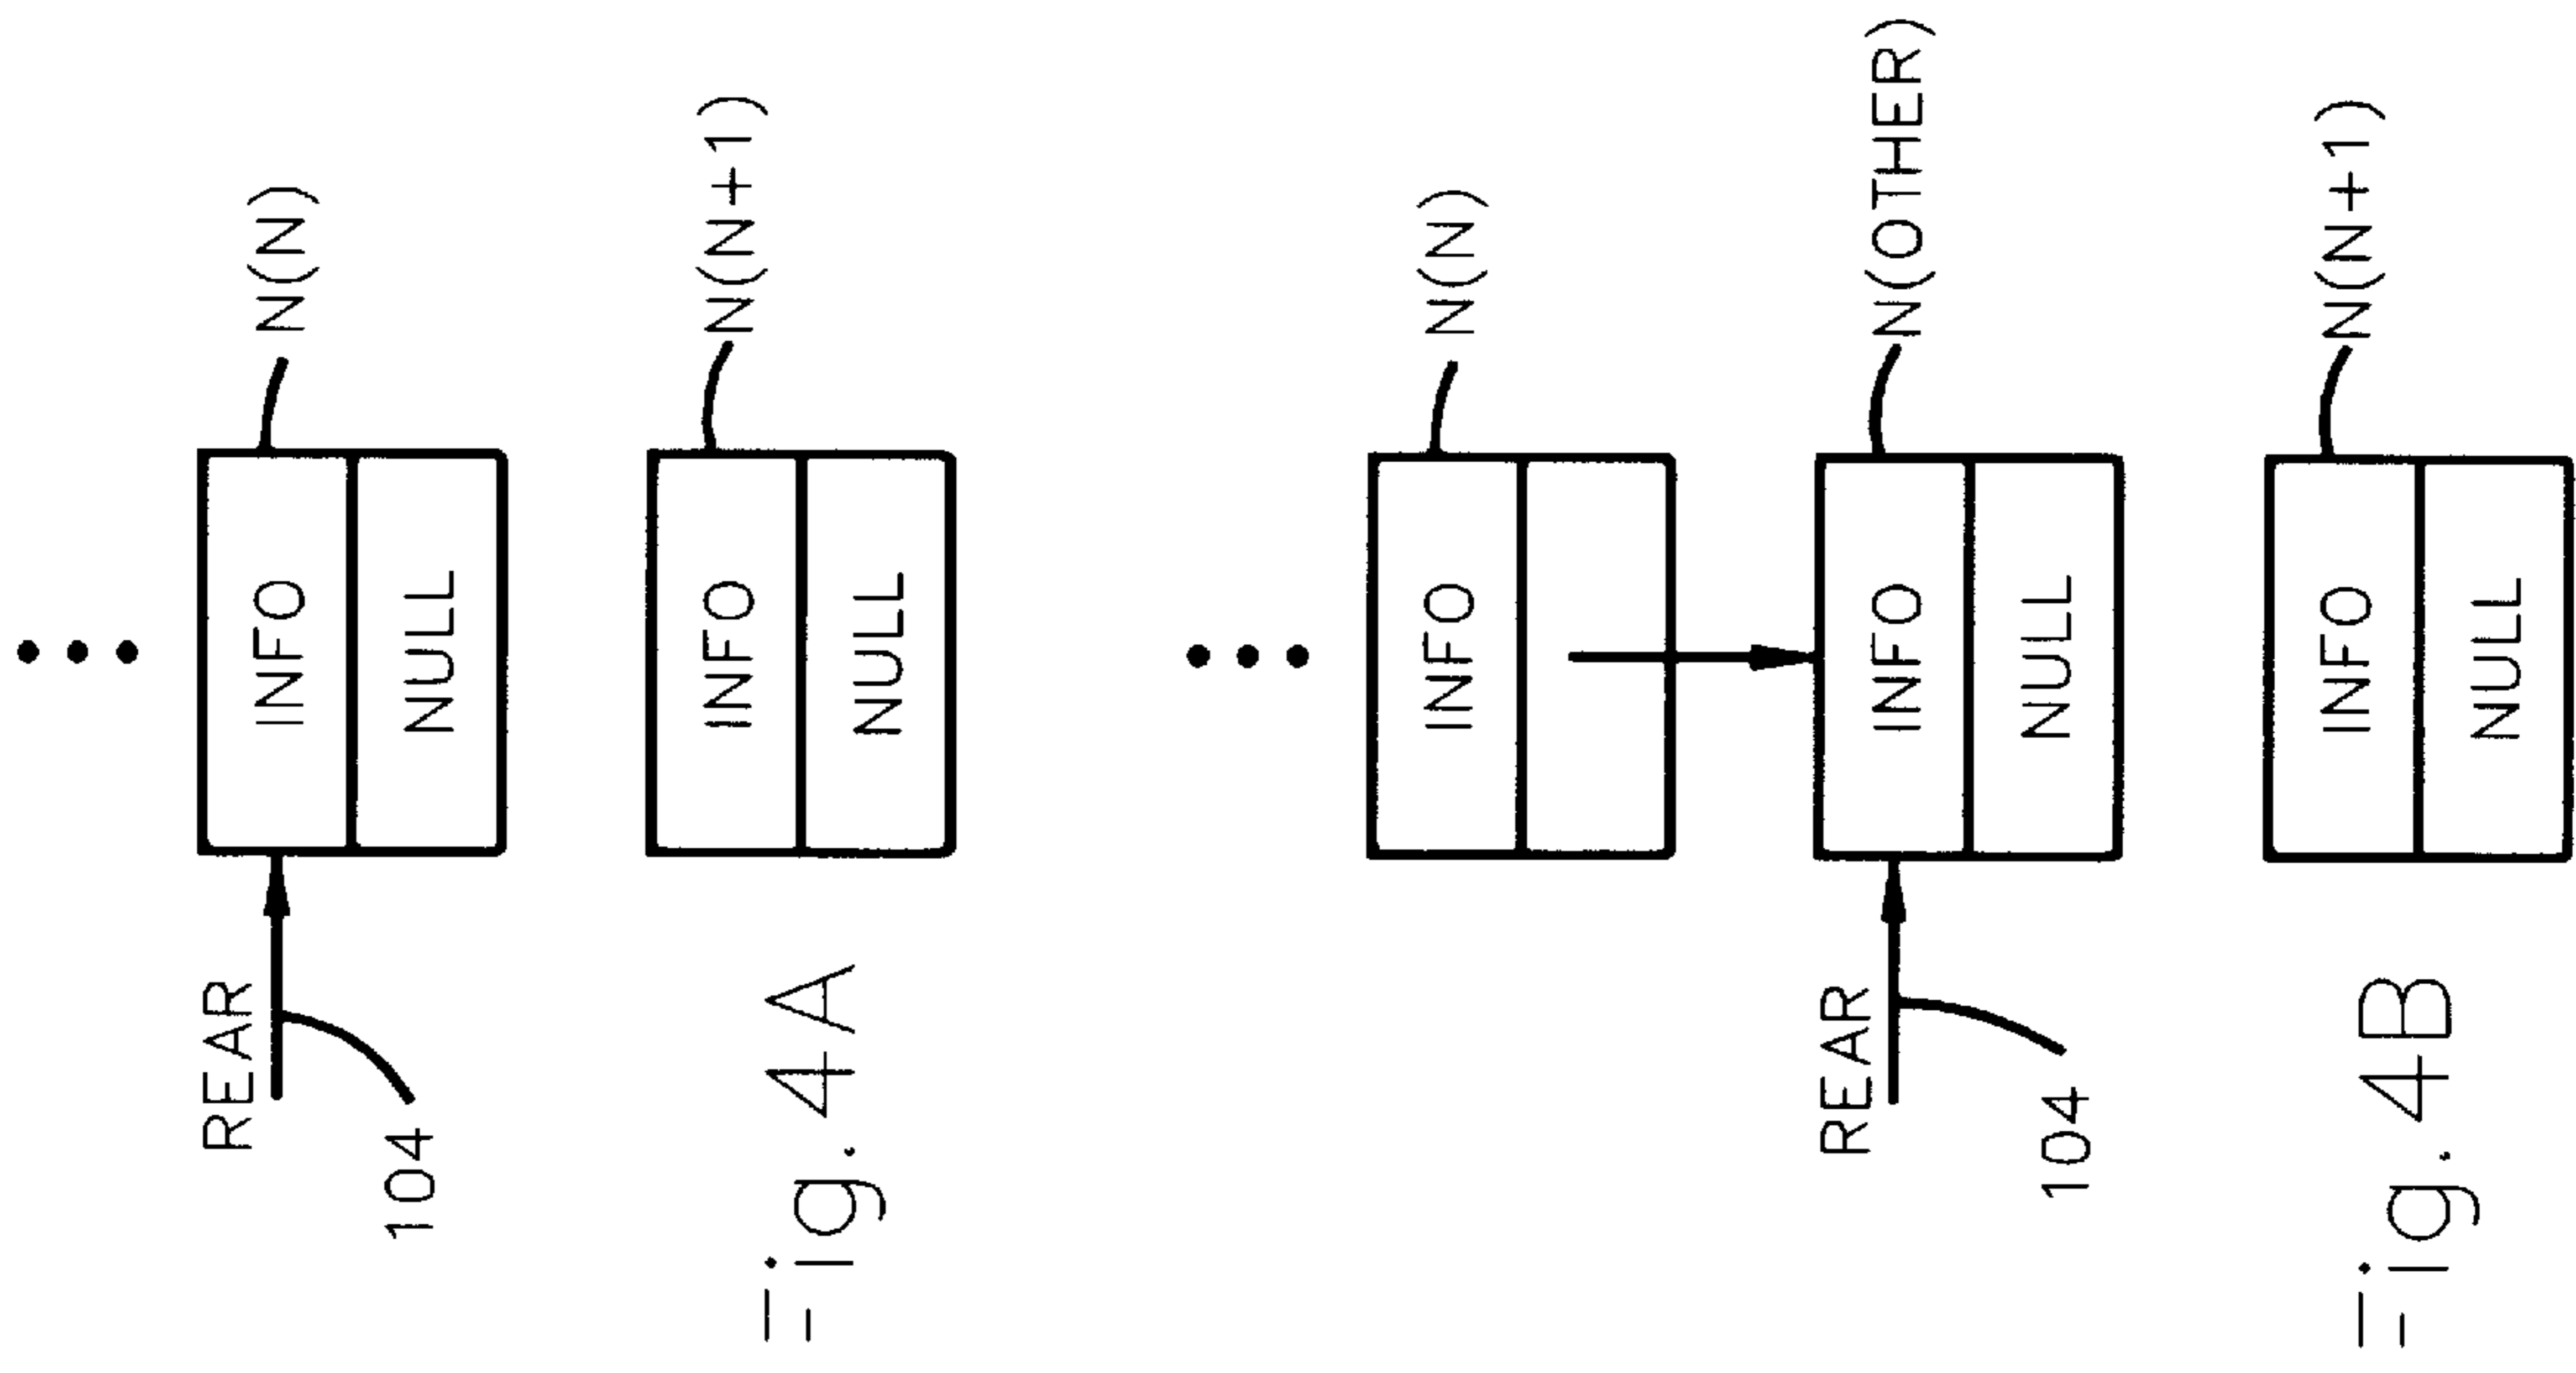 REAR
INFO
N(N)
104
NULL
INFO
N(N+1)
NULL
Fig. 4A
INFO
N(N)
REAR
INFO
N(OTHER)
104
NULL
INFO
N(N+1)
NULL
Fig. 4B